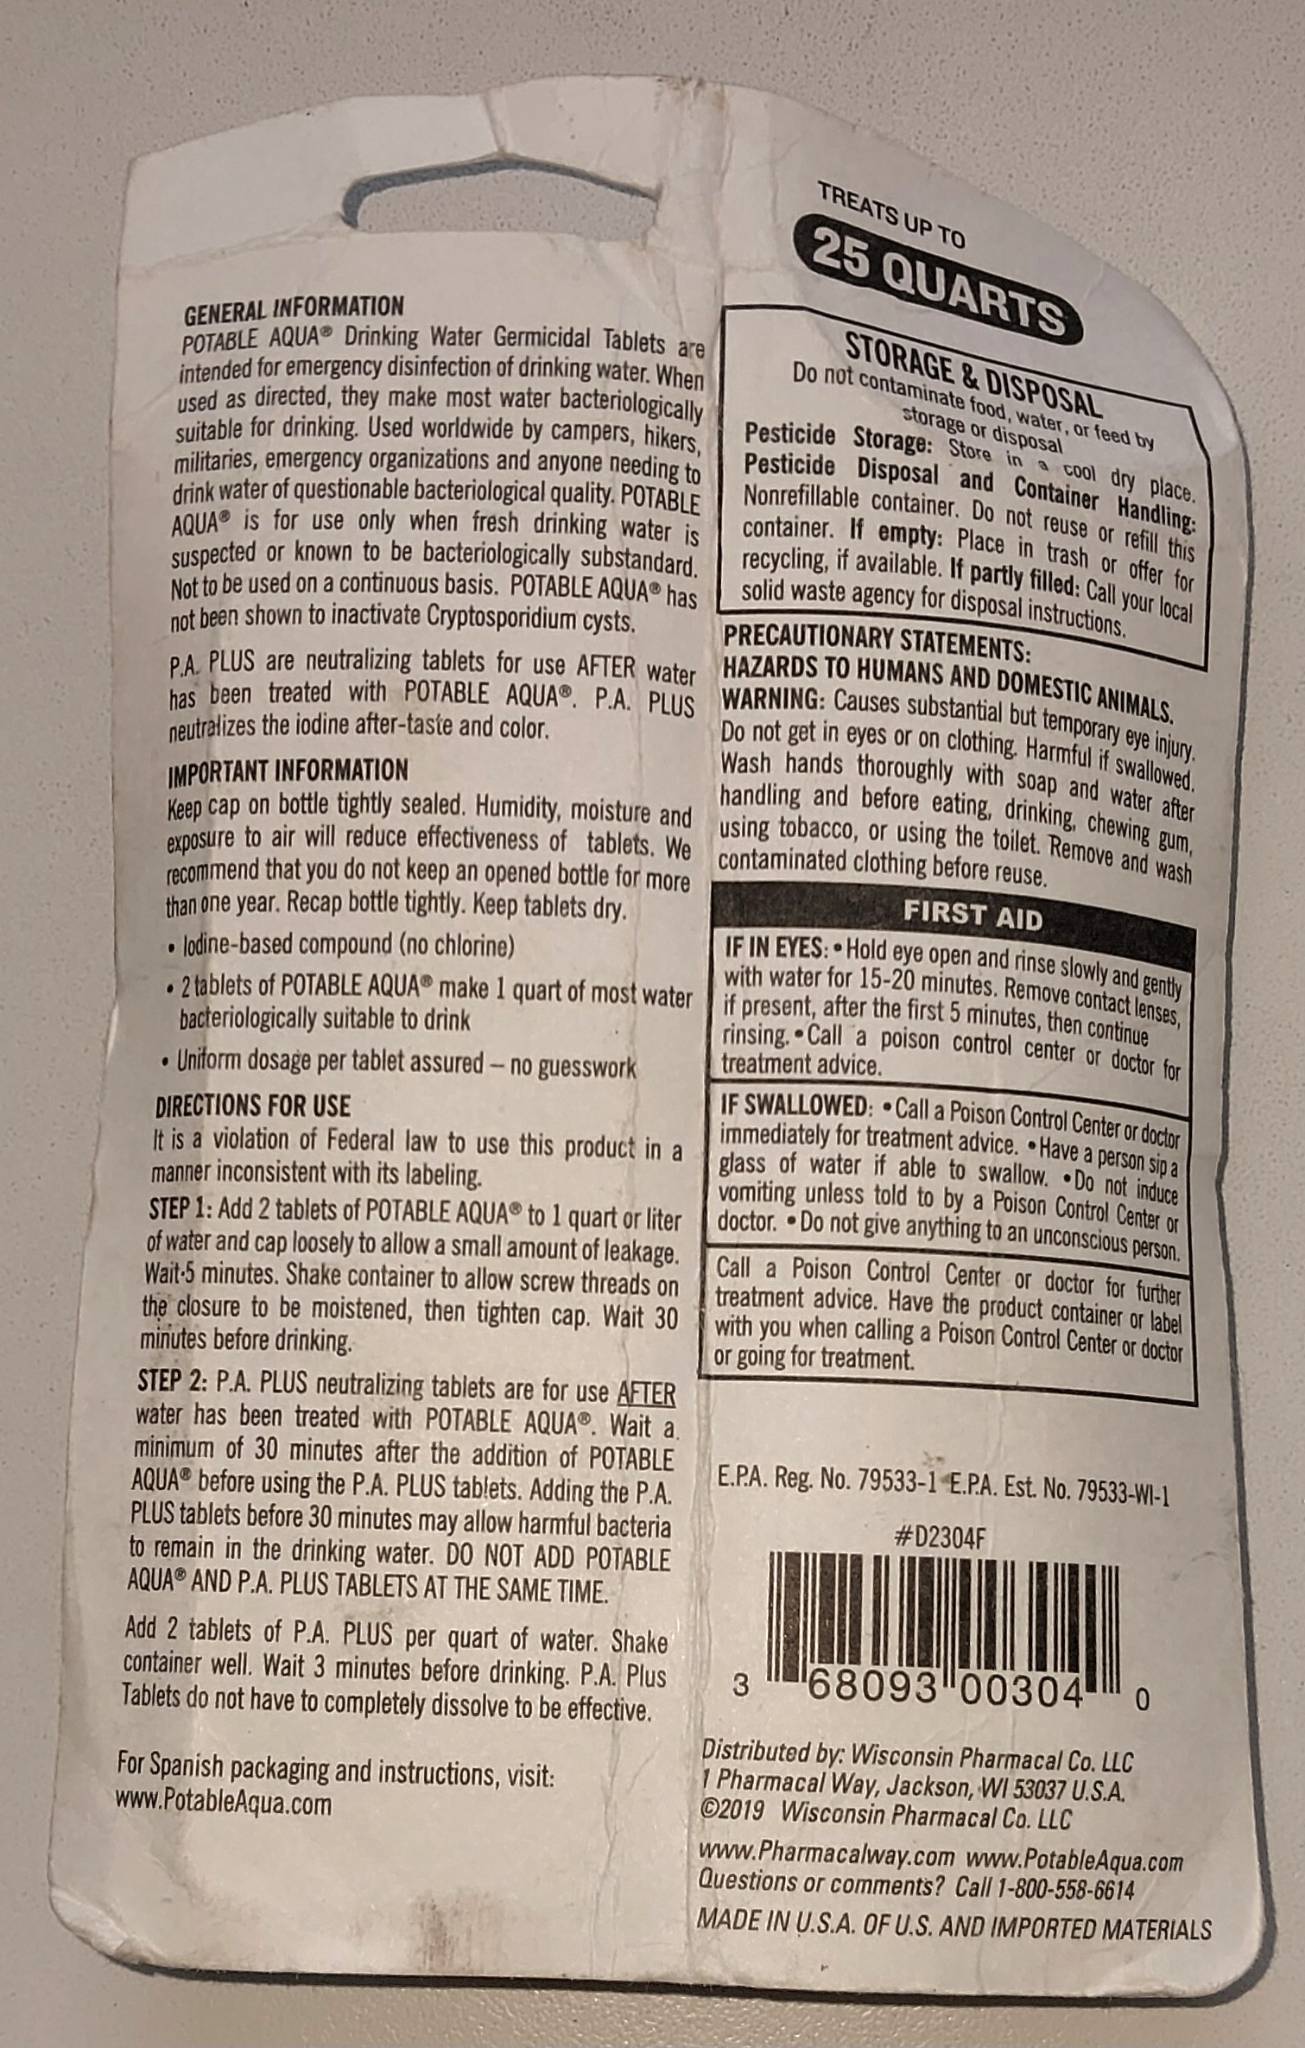 GENERAL INFORMATION
POTABLE AQUA® Drinking Water Germicidal Tablets are
intended for emergency disinfection of drinking water. When
used as directed, they make most water bacteriologically
suitable for drinking. Used worldwide by campers, hikers,
militaries, emergency organizations and anyone needing to
drink water of questionable bacteriological quality. POTABLE
AQUA® is for use only when fresh drinking water is
suspected or known to be bacteriologically substandard.
Not to be used on a continuous basis. POTABLE AQUA® has
not been shown to inactivate Cryptosporidium cysts.
P.A. PLUS are neutralizing tablets for use AFTER water
has been treated with POTABLE AQUA®. P.A. PLUS
neutralizes the iodine after-taste and color.
IMPORTANT INFORMATION
Keep cap on bottle tightly sealed. Humidity, moisture and
exposure to air will reduce effectiveness of tablets. We
recommend that you do not keep an opened bottle for more
than one year. Recap bottle tightly. Keep tablets dry.
• Iodine-based compound (no chlorine)
• 2 tablets of POTABLE AQUA® make 1 quart of most water
bacteriologically suitable to drink
• Uniform dosage per tablet assured – no guesswork
DIRECTIONS FOR USE
It is a violation of Federal law to use this product in a
manner inconsistent with its labeling.
STEP 1: Add 2 tablets of POTABLE AQUA® to 1 quart or liter
of water and cap loosely to allow a small amount of leakage.
Wait 5 minutes. Shake container to allow screw threads on
the closure to be moistened, then tighten cap. Wait 30
minutes before drinking.
STEP 2: P.A. PLUS neutralizing tablets are for use AFTER
water has been treated with POTABLE AQUA®. Wait a
minimum of 30 minutes after the addition of POTABLE
AQUA® before using the P.A. PLUS tablets. Adding the P.A.
PLUS tablets before 30 minutes may allow harmful bacteria
to remain in the drinking water. DO NOT ADD POTABLE
AQUA® AND P.A. PLUS TABLETS AT THE SAME TIME.
Add 2 tablets of P.A. PLUS per quart of water. Shake
container well. Wait 3 minutes before drinking. P.A. Plus
Tablets do not have to completely dissolve to be effective.
For Spanish packaging and instructions, visit:
www.PotableAqua.com
TREATS UP TO
25 QUARTS
STORAGE & DISPOSAL
Do not contaminate food, water, or feed by
storage or disposal
Pesticide Storage: Store in a cool dry place.
Pesticide Disposal and Container Handling:
Nonrefillable container. Do not reuse or refill this
container. If empty: Place in trash or offer for
recycling, if available. If partly filled: Call your local
solid waste agency for disposal instructions.
PRECAUTIONARY STATEMENTS:
HAZARDS TO HUMANS AND DOMESTIC ANIMALS.
WARNING: Causes substantial but temporary eye injury.
Do not get in eyes or on clothing. Harmful if swallowed.
Wash hands thoroughly with soap and water after
handling and before eating, drinking, chewing gum,
using tobacco, or using the toilet. Remove and wash
contaminated clothing before reuse.
FIRST AID
IF IN EYES: • Hold eye open and rinse slowly and gently
with water for 15-20 minutes. Remove contact lenses,
if present, after the first 5 minutes, then continue
rinsing. • Call a poison control center or doctor for
treatment advice.
IF SWALLOWED: • Call a Poison Control Center or doctor
immediately for treatment advice. • Have a person sip a
glass of water if able to swallow. • Do not induce
vomiting unless told to by a Poison Control Center or
doctor. • Do not give anything to an unconscious person.
Call a Poison Control Center or doctor for further
treatment advice. Have the product container or label
with you when calling a Poison Control Center or doctor
or going for treatment.
E.P.A. Reg. No. 79533-1 E.P.A. Est. No. 79533-WI-1
#D2304F
3 68093 00304 0
Distributed by: Wisconsin Pharmacal Co. LLC
1 Pharmacal Way, Jackson, WI 53037 U.S.A.
©2019 Wisconsin Pharmacal Co. LLC
www.Pharmacalway.com www.PotableAqua.com
Questions or comments? Call 1-800-558-6614
MADE IN U.S.A. OF U.S. AND IMPORTED MATERIALS